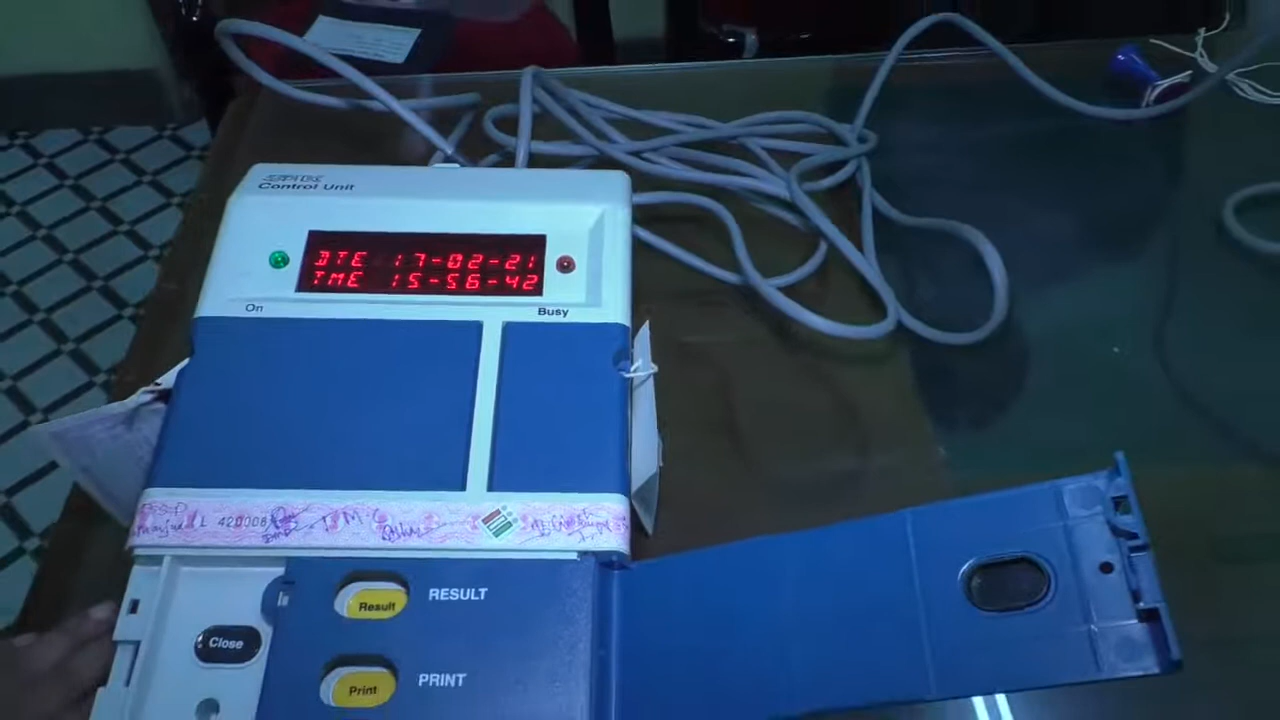 Control Unit
DTE 17-02-21
TME 15-56-42
On
Busy
L 420008
T.M.C
Result
RESULT
Close
Print
PRINT